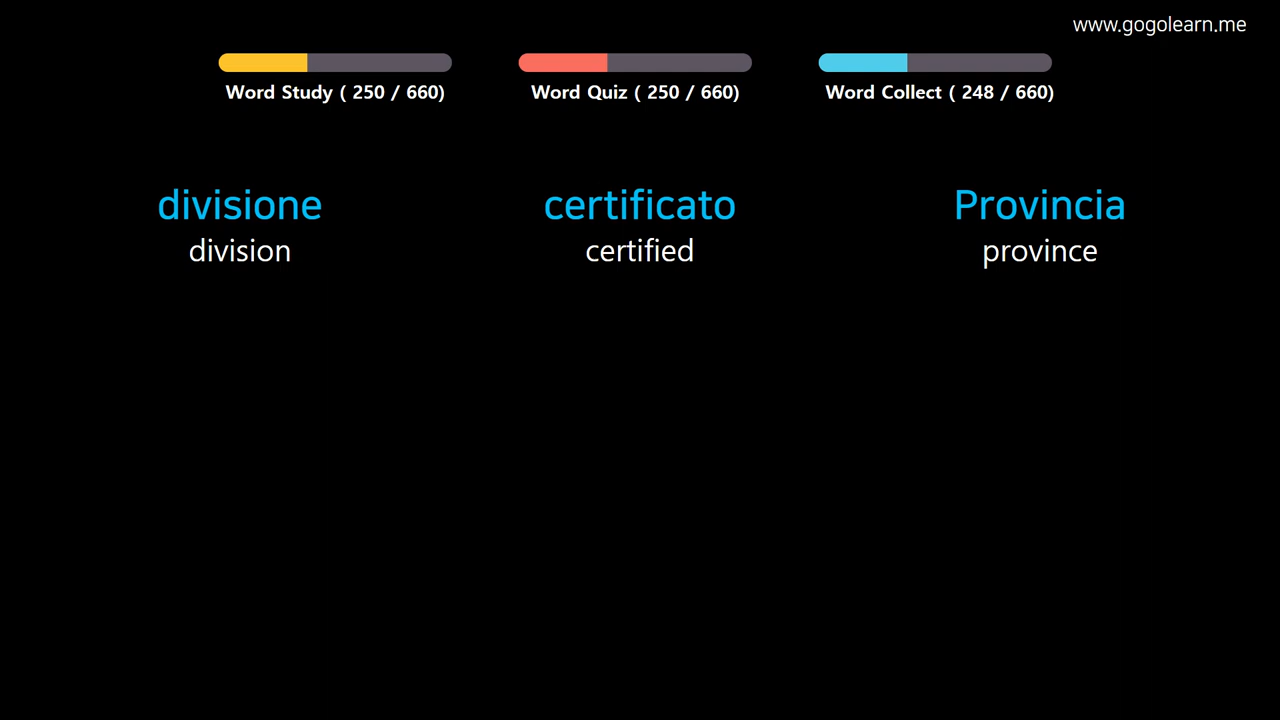 www.gogolearn.me
Word Study ( 250 / 660)
Word Quiz ( 250 / 660)
Word Collect ( 248 / 660)
divisione
division
certificato
certified
Provincia
province